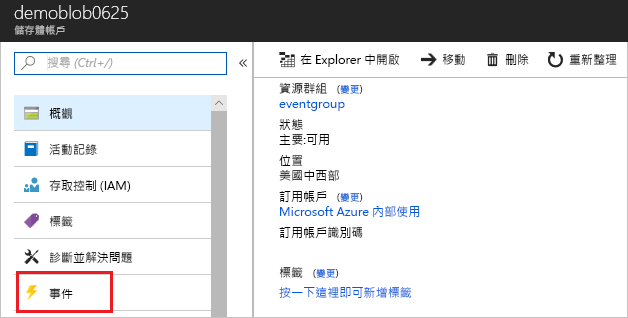 demoblob0625
儲存體帳戶
搜尋 (Ctrl+/)
概觀
活動記錄
存取控制 (IAM)
標籤
診斷並解決問題
事件
在 Explorer 中開啟 移動 刪除 重新整理
資源群組 (變更)
eventgroup
狀態
主要:可用
位置
美國中西部
訂用帳戶 (變更)
Microsoft Azure 內部使用
訂用帳戶識別碼
標籤 (變更)
按一下這裡即可新增標籤